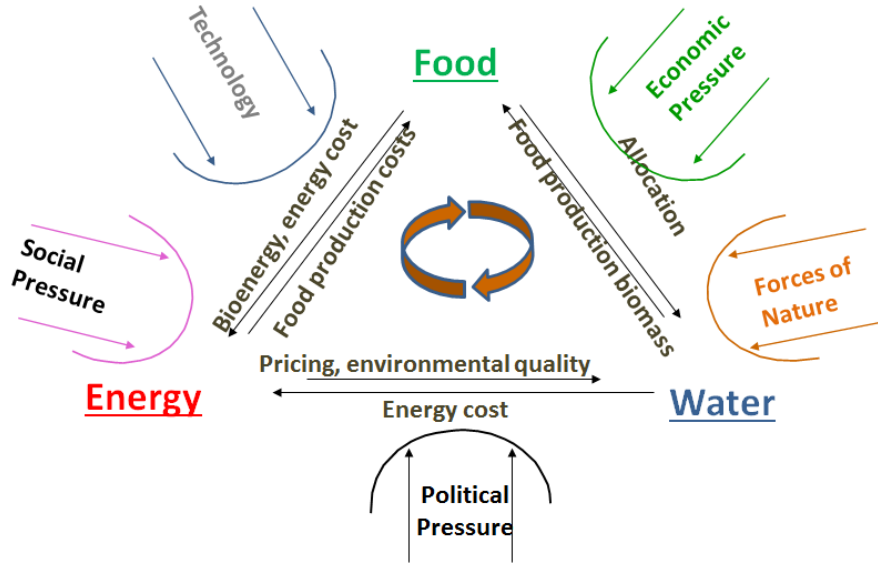 Technology
Food
Economic
Pressure
Bioenergy, energy cost
Food production costs
Food production biomass
Allocation
Social
Pressure
Forces of
Nature
Pricing, environmental quality
Energy
Water
Energy cost
Political
Pressure